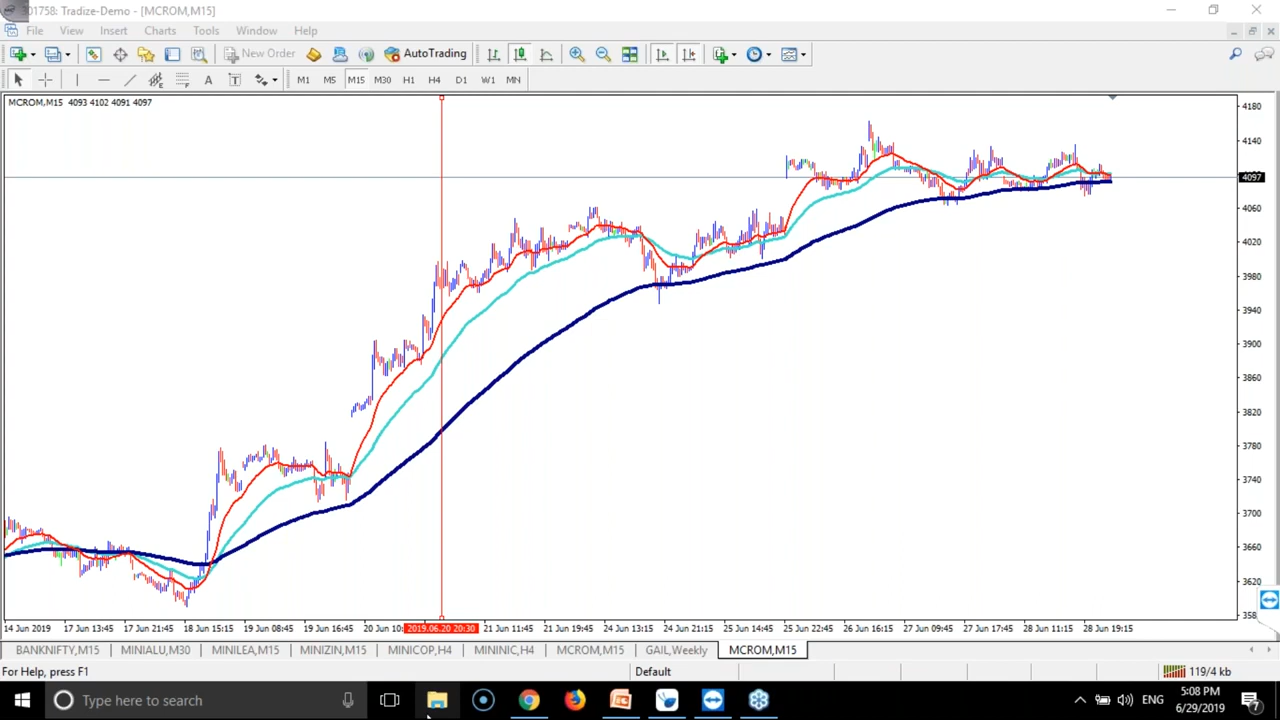 301758: Tradize-Demo - [MCROM,M15]
File View Insert Charts Tools Window Help
New Order AutoTrading
A T M1 M5 M15 M30 H1 H4 D1 W1 MN
MCROM,M15 4093 4102 4091 4097
4180
4140
4097
4060
4020
3980
3940
3900
3860
3820
3780
3740
3700
3660
3620
358
14 Jun 2019 17 Jun 13:45 17 Jun 21:45 18 Jun 15:15 19 Jun 08:45 19 Jun 16:45 20 Jun 10: 2019.06.20 20:30 21 Jun 11:45 21 Jun 19:45 24 Jun 13:15 24 Jun 21:15 25 Jun 14:45 25 Jun 22:45 26 Jun 16:15 27 Jun 09:45 27 Jun 17:45 28 Jun 11:15 28 Jun 19:15
BANKNIFTY,M15 MINIALU,M30 MINILEA,M15 MINIZIN,M15 MINICOP,H4 MININIC,H4 MCROM,M15 GAIL,Weekly MCROM,M15
For Help, press F1 Default 119/4 kb
Type here to search ENG 5:08 PM
6/29/2019 7